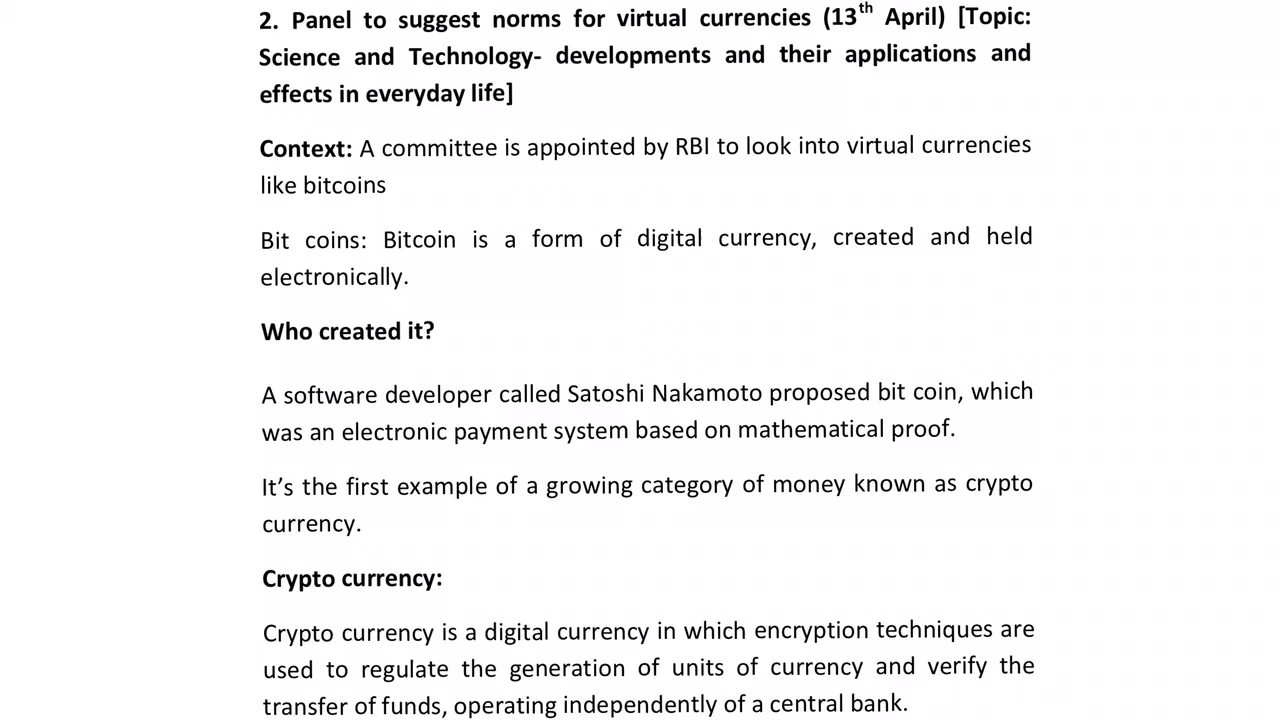 2. Panel to suggest norms for virtual currencies (13th April) [Topic:
Science and Technology- developments and their applications and
effects in everyday life]
Context: A committee is appointed by RBI to look into virtual currencies
like bitcoins
Bit coins: Bitcoin is a form of digital currency, created and held
electronically.
Who created it?
A software developer called Satoshi Nakamoto proposed bit coin, which
was an electronic payment system based on mathematical proof.
It’s the first example of a growing category of money known as crypto
currency.
Crypto currency:
Crypto currency is a digital currency in which encryption techniques are
used to regulate the generation of units of currency and verify the
transfer of funds, operating independently of a central bank.